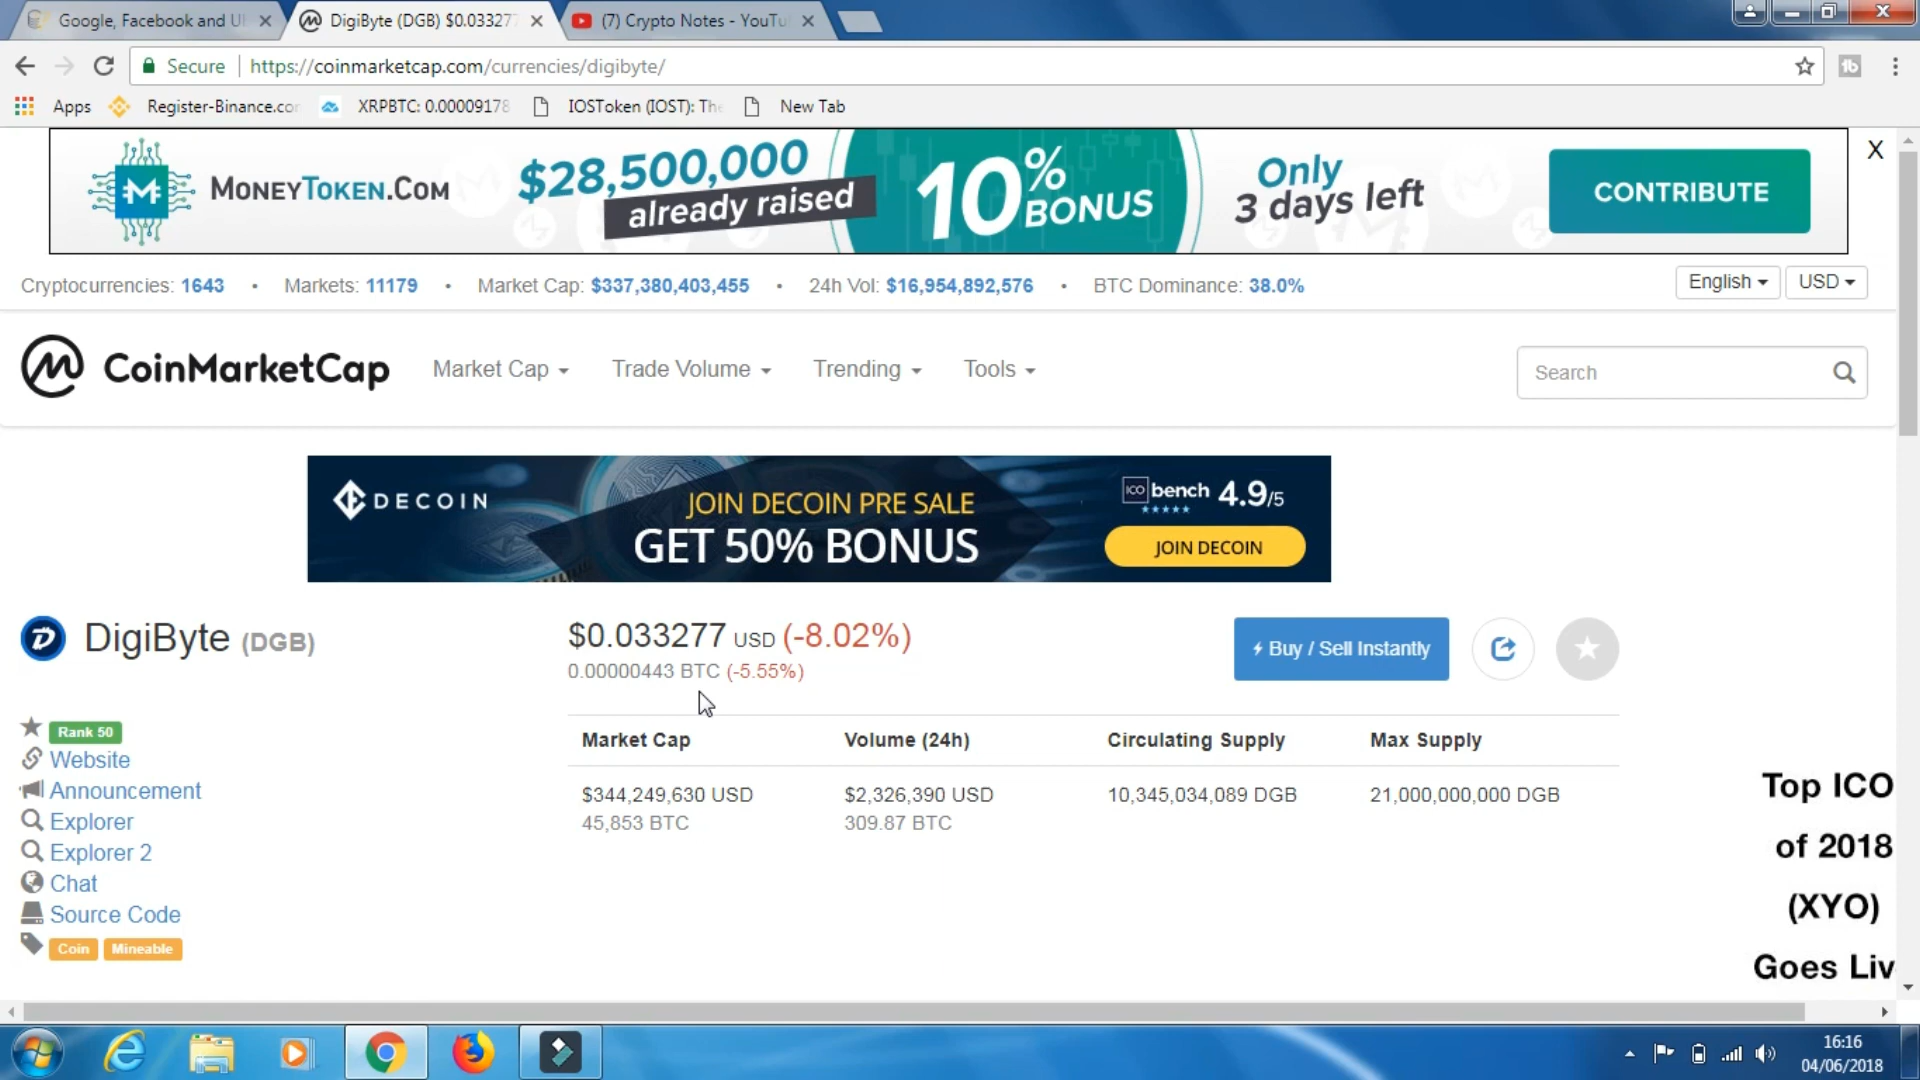 Google, Facebook and U
DigiByte (DGB) $0.033277
(7) Crypto Notes - YouTu
Secure
https://coinmarketcap.com/currencies/digibyte/
Apps
Register-Binance.cor
XRPBTC: 0.00009178
IOSToken (IOST): The
New Tab
MONEYTOKEN.COM
$28,500,000
already raised
10% BONUS
Only
3 days left
CONTRIBUTE
X
Cryptocurrencies: 1643 • Markets: 11179 • Market Cap: $337,380,403,455 • 24h Vol: $16,954,892,576 • BTC Dominance: 38.0%
English
USD
CoinMarketCap
Market Cap
Trade Volume
Trending
Tools
Search
DECOIN
JOIN DECOIN PRE SALE
GET 50% BONUS
ICO bench 4.9/5
JOIN DECOIN
DigiByte (DGB)
$0.033277 USD (-8.02%)
0.00000443 BTC (-5.55%)
Buy / Sell Instantly
Rank 50
Website
Announcement
Explorer
Explorer 2
Chat
Source Code
Coin Mineable
Market Cap Volume (24h) Circulating Supply Max Supply
$344,249,630 USD $2,326,390 USD 10,345,034,089 DGB 21,000,000,000 DGB
45,853 BTC 309.87 BTC
Top ICO
of 2018
(XYO)
Goes Liv
16:16
04/06/2018